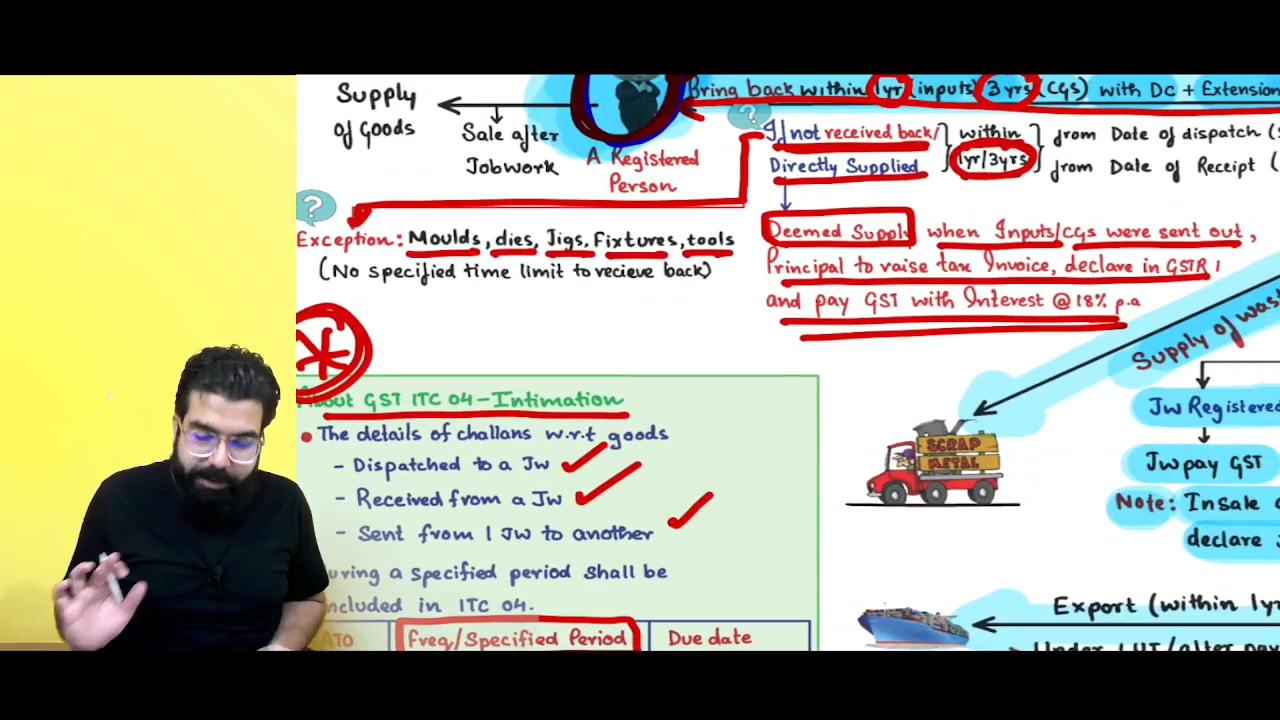 Supply
of Goods
Sale after
Jobwork
A Registered
Person
Bring back within 1yr (inputs) 3 yrs (CGs) with DC + Extension
If not received back/
Directly Supplied
within
1yr/3yrs
from Date of dispatch (
from Date of Receipt (
Exception: Moulds, dies, Jigs, Fixtures, tools
(No specified time limit to recieve back)
Deemed Supply when Inputs/CGs were sent out,
Principal to raise tax Invoice, declare in GSTR 1
and pay GST with Interest @ 18% p.a
Supply of was
About GST ITC 04 - Intimation
• The details of challans w.r.t goods
- Dispatched to a Jw
- Received from a Jw
- Sent from 1 JW to another
uring a specified period shall be
included in ITC 04.
ATO
freq/Specified Period
Due date
SCRAP
METAL
Jw Registered
Jw pay GST
Note: In sale
declare
Export (within 1yr